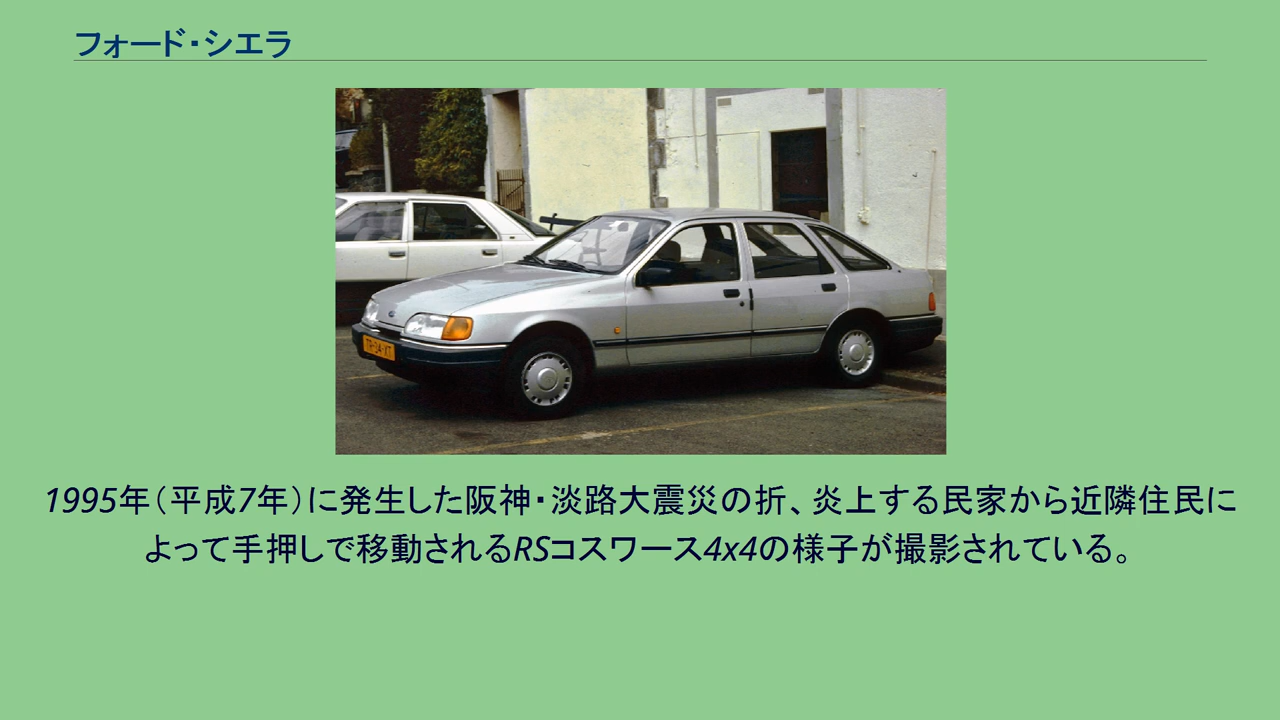 フォード・シエラ
TR-34-XT
1995年（平成7年）に発生した阪神・淡路大震災の折、炎上する民家から近隣住民に
よって手押しで移動されるRSコスワース4x4の様子が撮影されている。